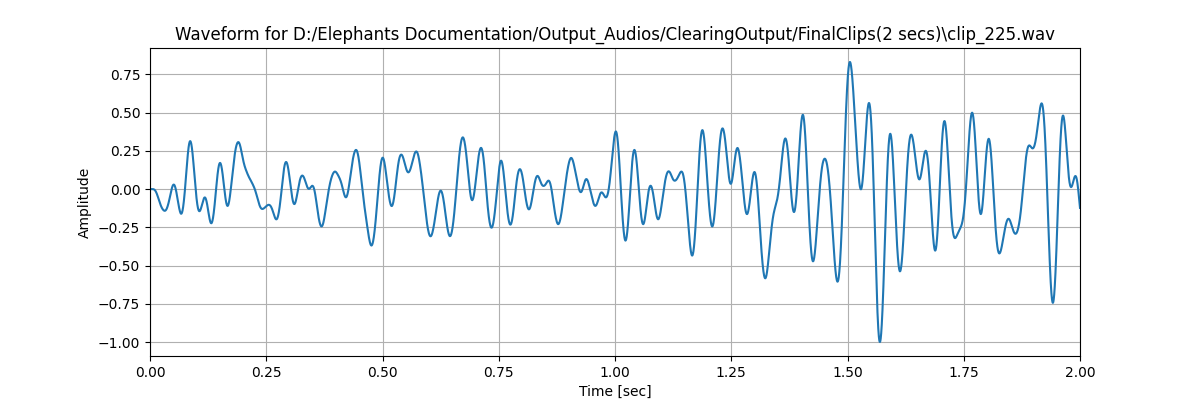 Waveform for D:/Elephants Documentation/Output_Audios/ClearingOutput/FinalClips(2 secs)\clip_225.wav
Amplitude
0.75
0.50
0.25
0.00
−0.25
−0.50
−0.75
−1.00
0.00 0.25 0.50 0.75 1.00 1.25 1.50 1.75 2.00
Time [sec]